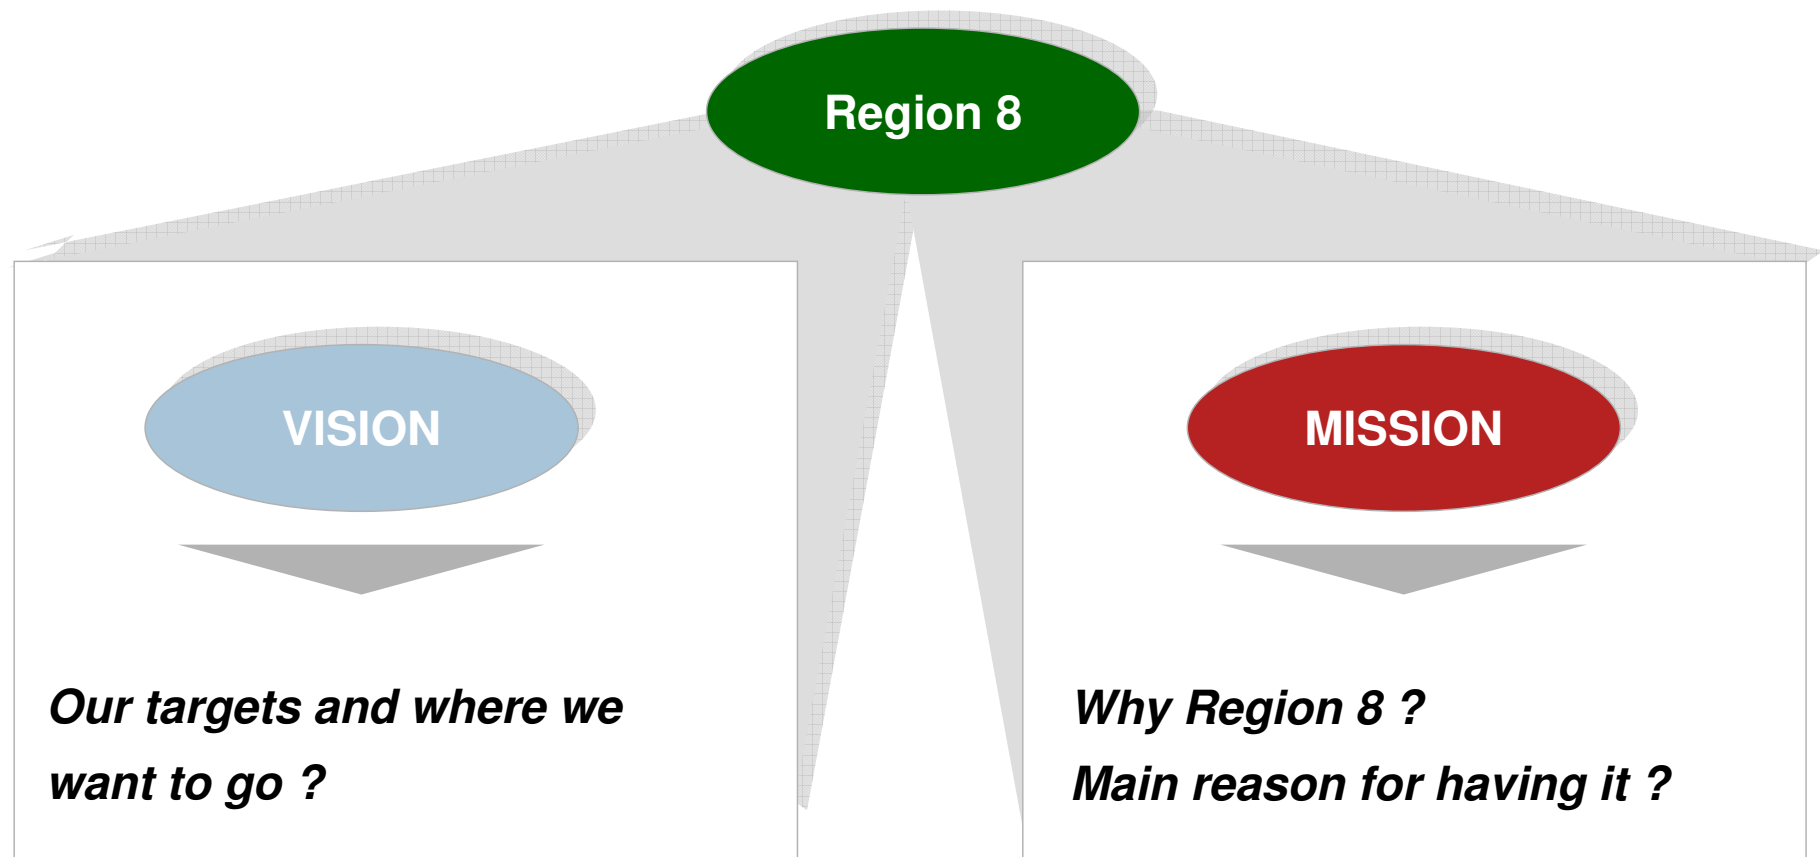 Region 8
VISION
Our targets and where we
want to go ?
MISSION
Why Region 8 ?
Main reason for having it ?